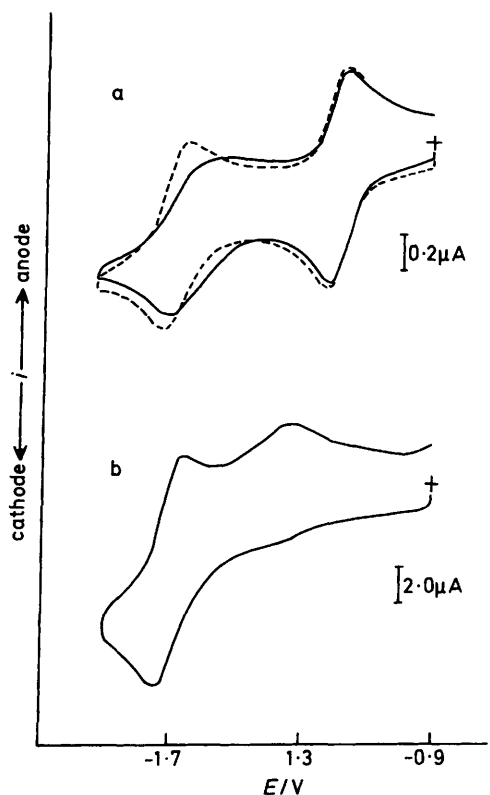 a
+
0·2μA
cathode ← i → anode
b
+
2·0μA
-1.7 1.3 -0.9
E/V